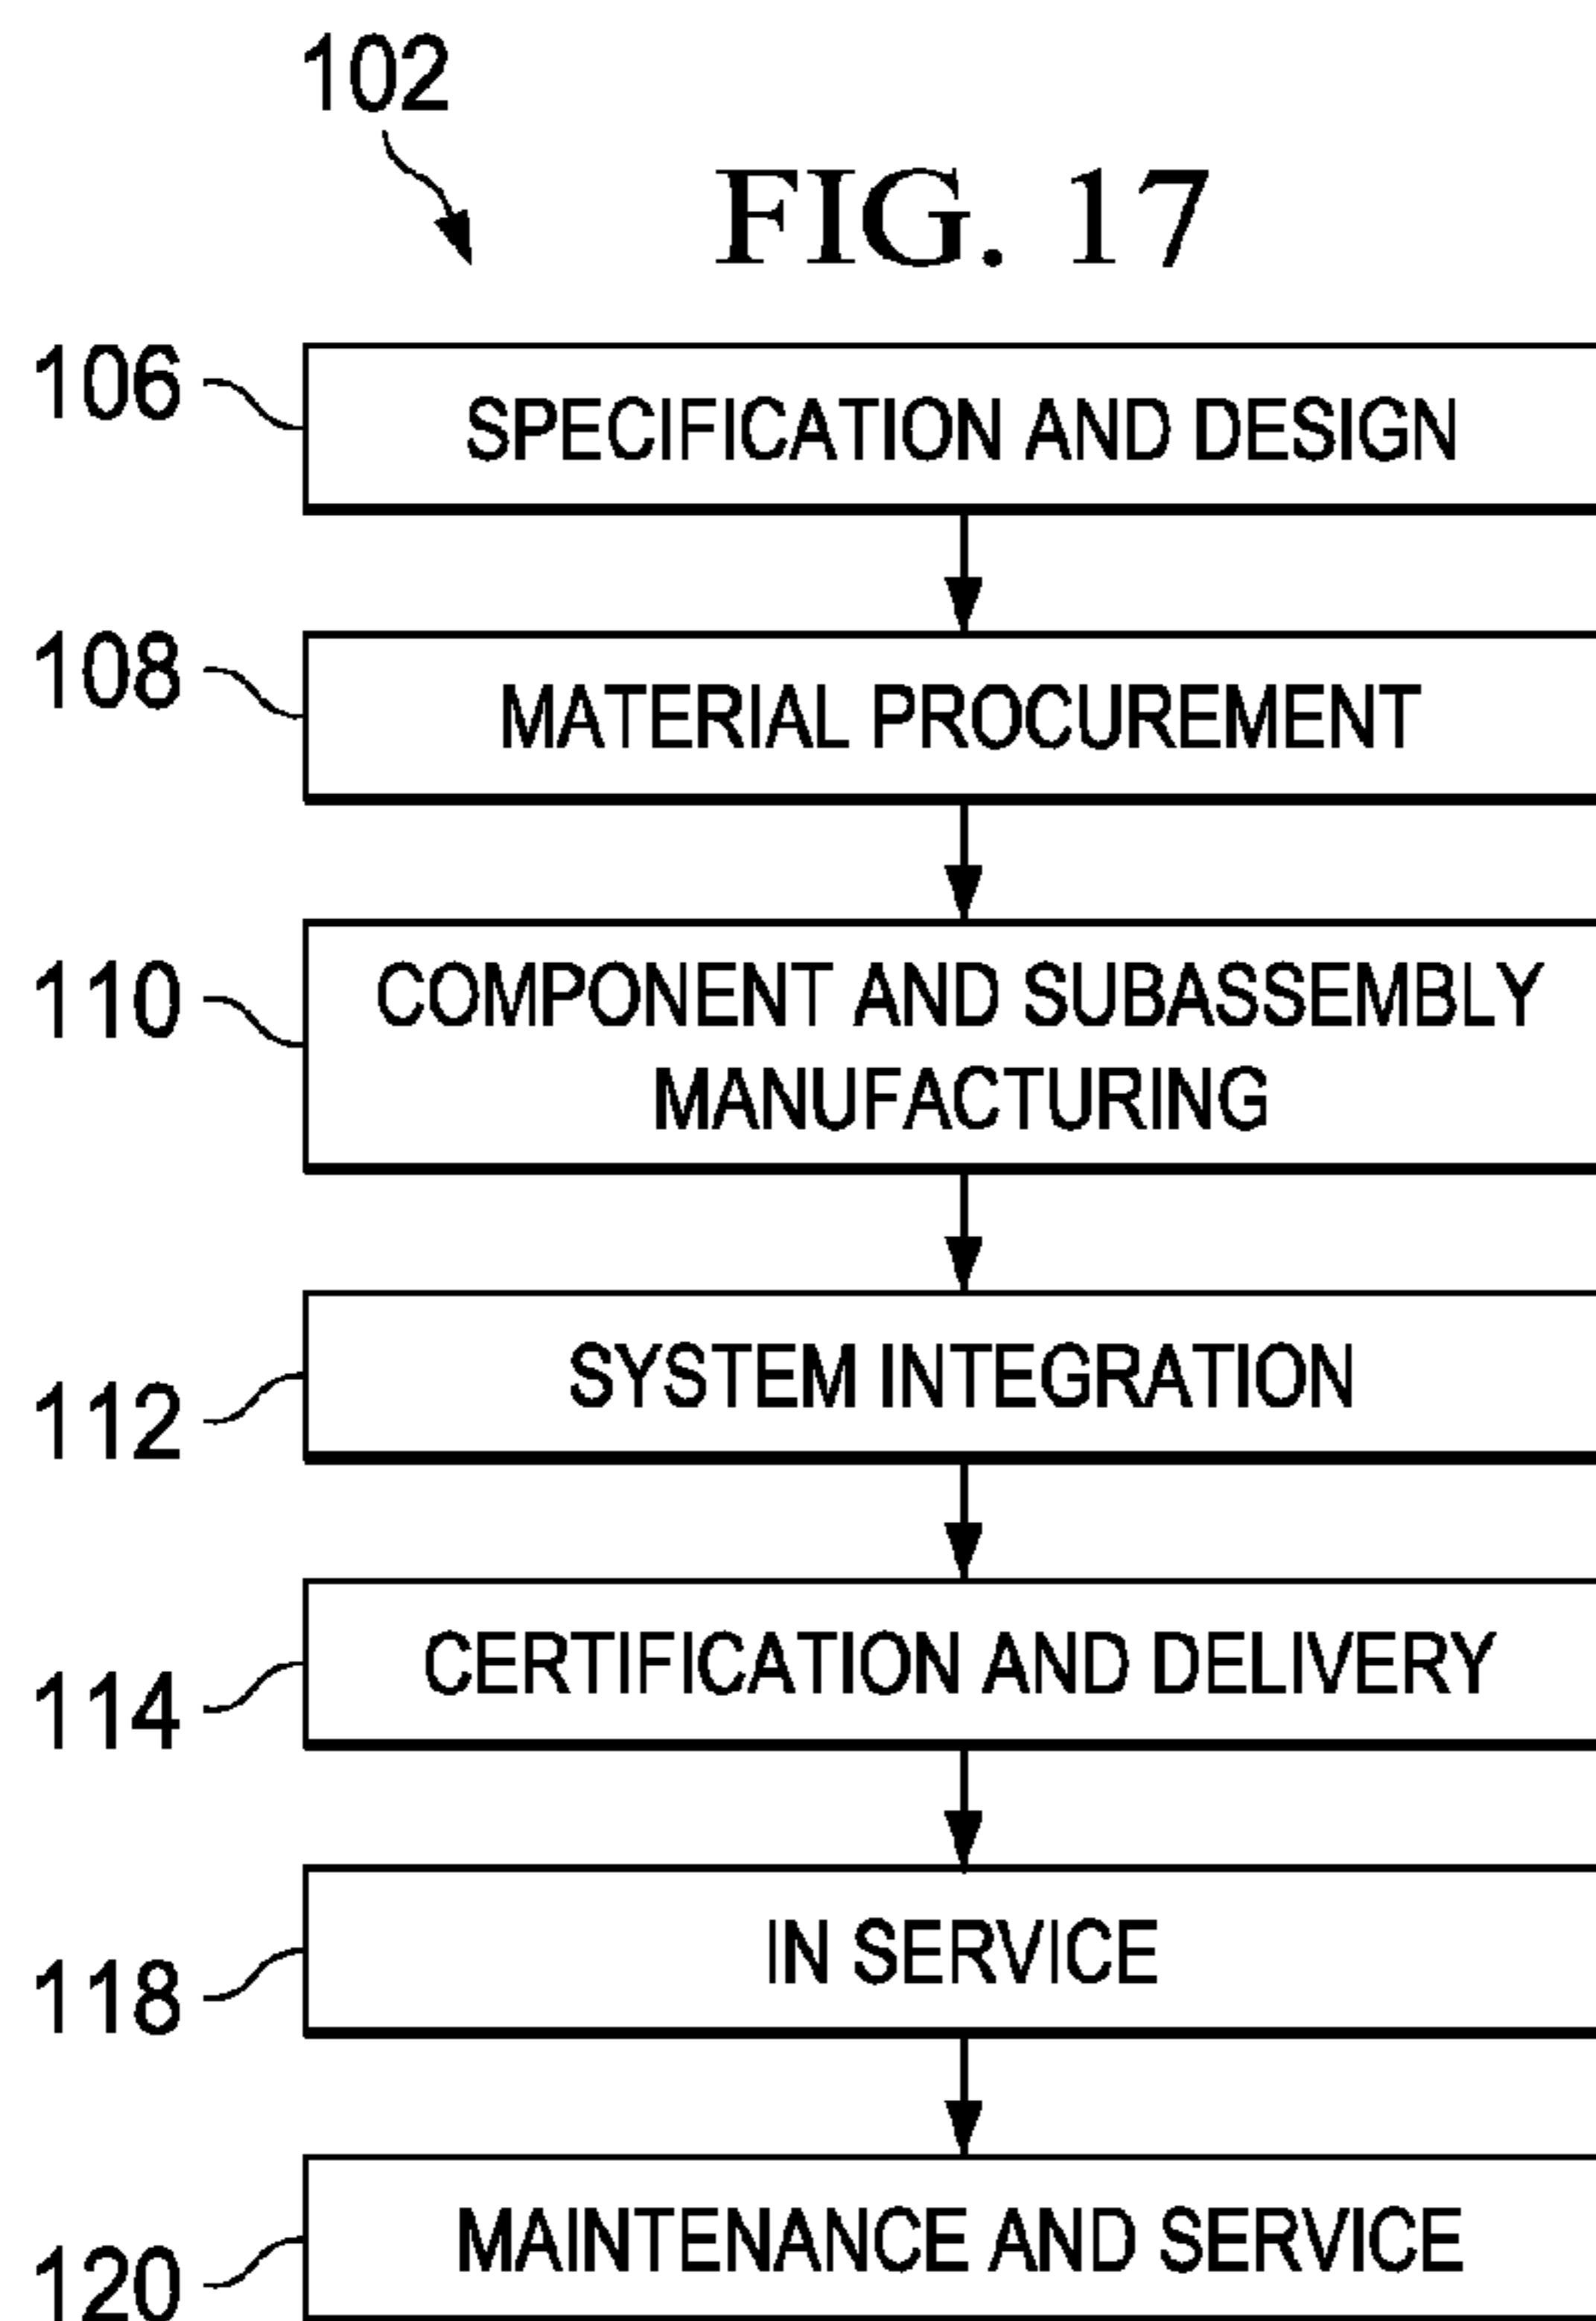 102
FIG. 17
106
SPECIFICATION AND DESIGN
108
MATERIAL PROCUREMENT
110
COMPONENT AND SUBASSEMBLY
MANUFACTURING
112
SYSTEM INTEGRATION
114
CERTIFICATION AND DELIVERY
118
IN SERVICE
120
MAINTENANCE AND SERVICE